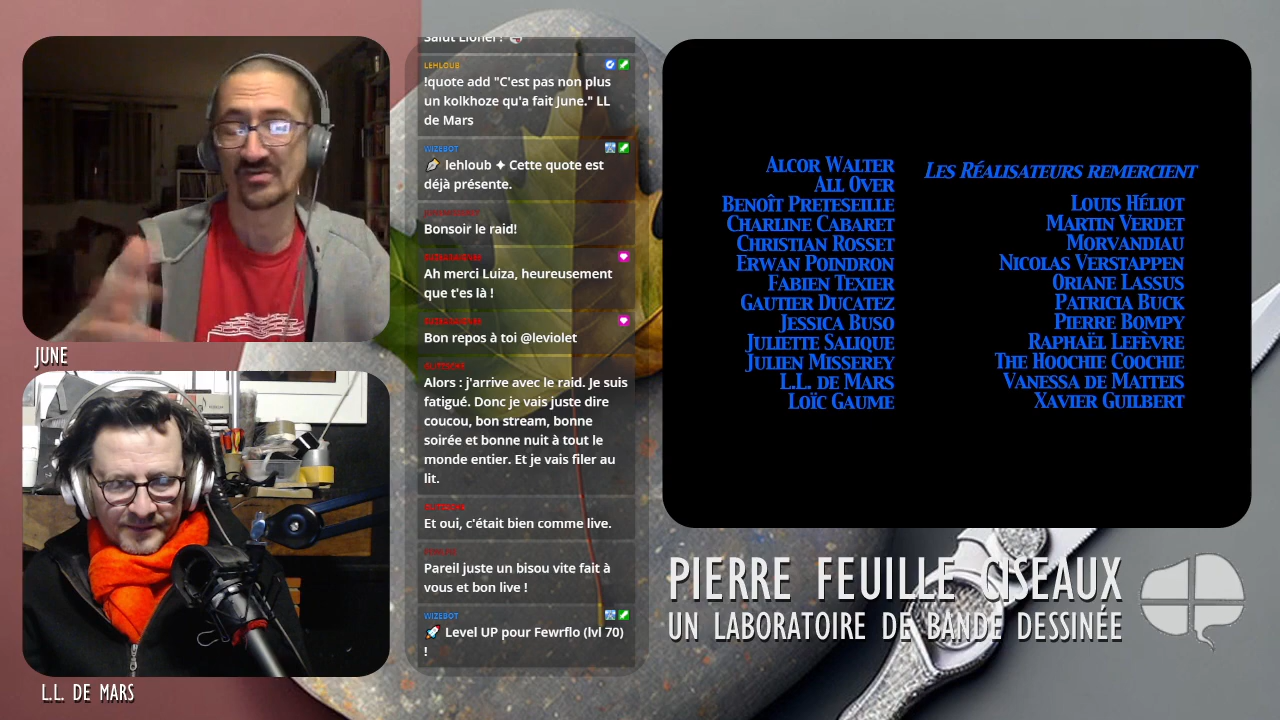 JUNE
L.L. DE MARS
Salut Lionel !
LEHLOUB
!quote add "C'est pas non plus
un kolkhoze qu'a fait June." LL
de Mars
WIZEBOT
lehloub ✦ Cette quote est
déjà présente.
Bonsoir le raid!
Ah merci Luiza, heureusement
que t'es là !
Bon repos à toi @leviolet
Alors : j'arrive avec le raid. Je suis
fatigué. Donc je vais juste dire
coucou, bon stream, bonne
soirée et bonne nuit à tout le
monde entier. Et je vais filer au
lit.
Et oui, c'était bien comme live.
Pareil juste un bisou vite fait à
vous et bon live !
WIZEBOT
Level UP pour Fewrflo (lvl 70)
!
ALCOR WALTER
ALL OVER
BENOÎT PRETESEILLE
CHARLINE CABARET
CHRISTIAN ROSSET
ERWAN POINDRON
FABIEN TEXIER
GAUTIER DUCATEZ
JESSICA BUSO
JULIETTE SALIQUE
JULIEN MISSEREY
L.L. DE MARS
LOÏC GAUME
LES RÉALISATEURS REMERCIENT
LOUIS HÉLIOT
MARTIN VERDET
MORVANDIAU
NICOLAS VERSTAPPEN
ORIANE LASSUS
PATRICIA BUCK
PIERRE BOMPY
RAPHAËL LEFÈVRE
THE HOOCHIE COOCHIE
VANESSA DE MATTEIS
XAVIER GUILBERT
PIERRE FEUILLE CISEAUX
UN LABORATOIRE DE BANDE DESSINÉE